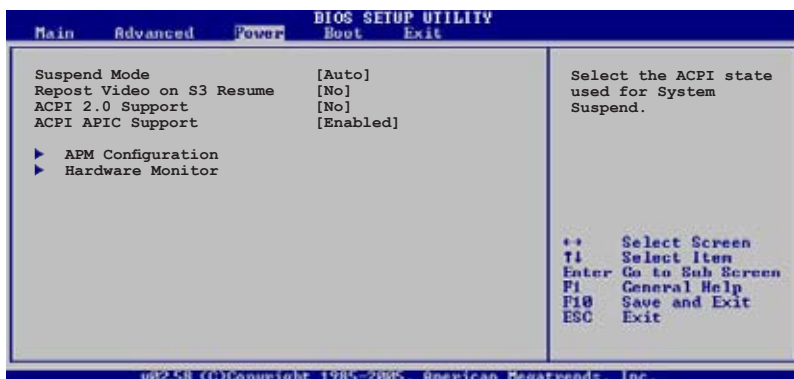 BIOS SETUP UTILITY
Main Advanced Power Boot Exit
Suspend Mode [Auto]
Repost Video on S3 Resume [No]
ACPI 2.0 Support [No]
ACPI APIC Support [Enabled]
APM Configuration
Hardware Monitor
Select the ACPI state
used for System
Suspend.
↔ Select Screen
↑↓ Select Item
Enter Go to Sub Screen
F1 General Help
F10 Save and Exit
ESC Exit
v02.58 (C)Copyright 1985-2005, American Megatrends, Inc.